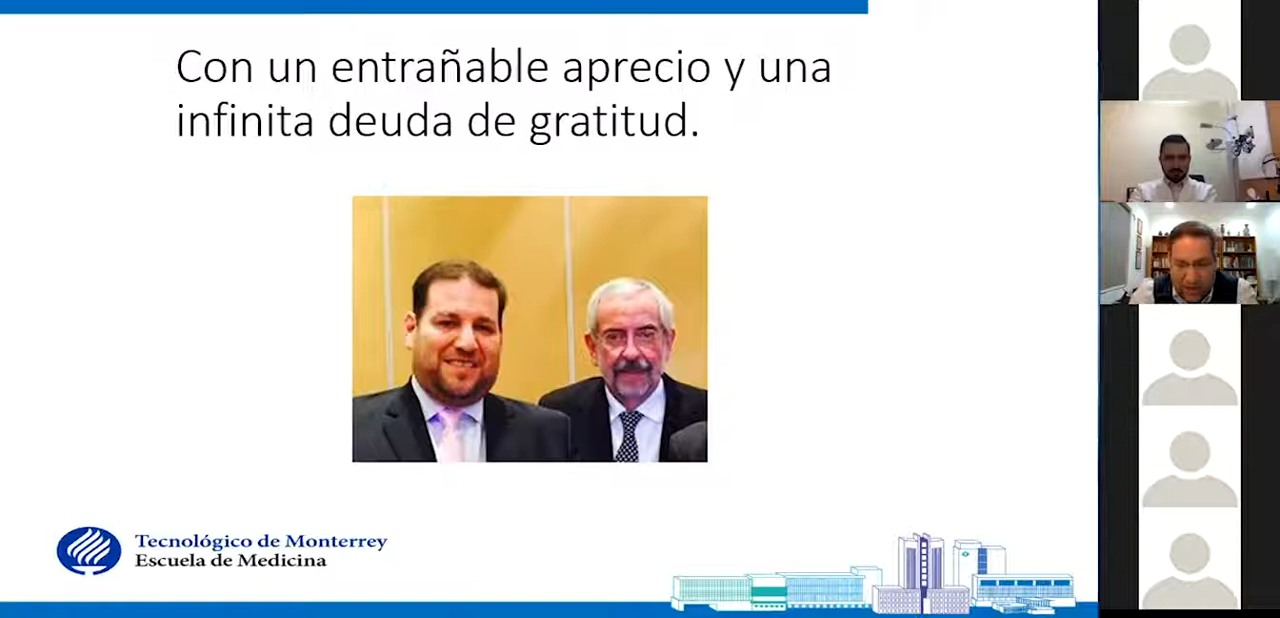 Con un entrañable aprecio y una
infinita deuda de gratitud.
Tecnológico de Monterrey
Escuela de Medicina